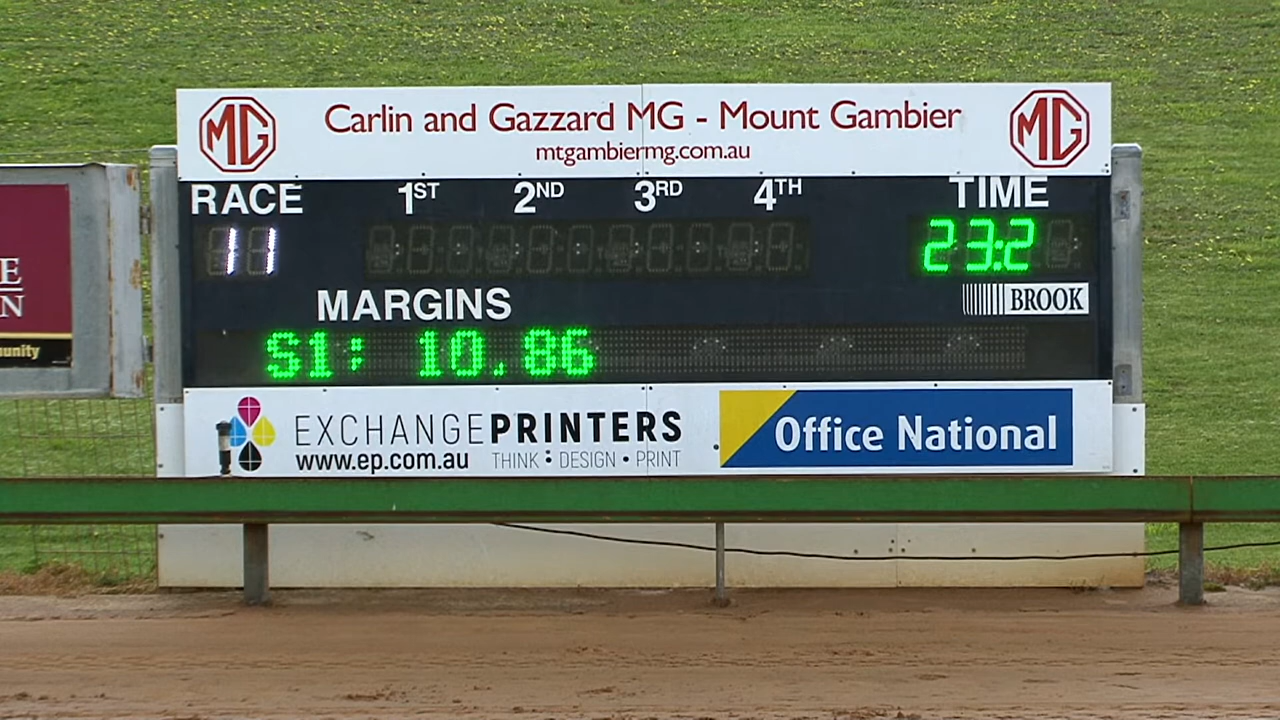 MG Carlin and Gazzard MG - Mount Gambier MG
mtgambiermg.com.au
RACE 1ST 2ND 3RD 4TH TIME
11 23:2
MARGINS BROOK
S1: 10.86
EXCHANGEPRINTERS
www.ep.com.au THINK : DESIGN • PRINT
Office National
E
N
unity